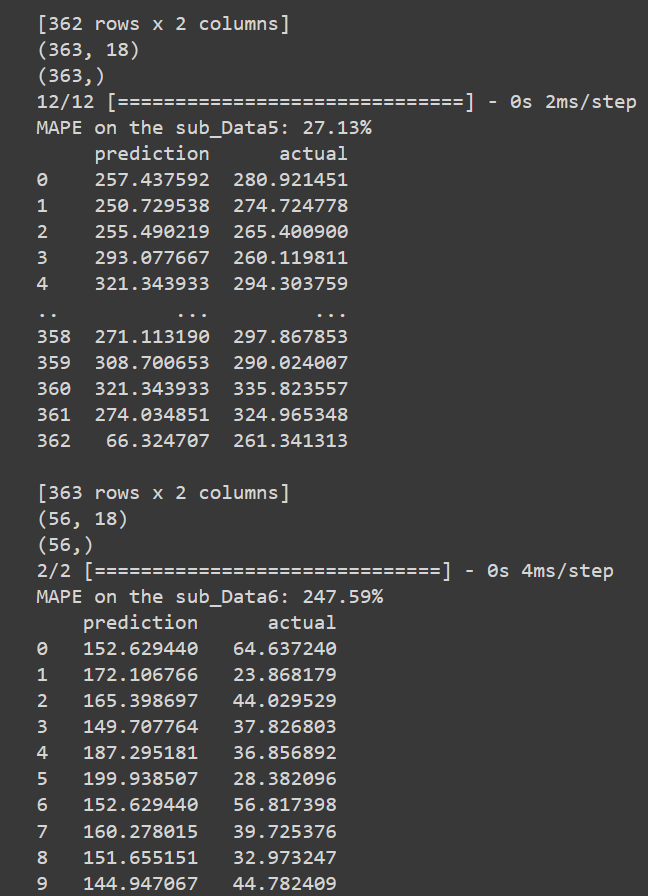 [362 rows x 2 columns]
(363, 18)
(363,)
12/12 [==============================] - 0s 2ms/step
MAPE on the sub_Data5: 27.13%
     prediction      actual
0    257.437592  280.921451
1    250.729538  274.724778
2    255.490219  265.400900
3    293.077667  260.119811
4    321.343933  294.303759
..          ...         ...
358  271.113190  297.867853
359  308.700653  290.024007
360  321.343933  335.823557
361  274.034851  324.965348
362   66.324707  261.341313

[363 rows x 2 columns]
(56, 18)
(56,)
2/2 [==============================] - 0s 4ms/step
MAPE on the sub_Data6: 247.59%
    prediction      actual
0   152.629440   64.637240
1   172.106766   23.868179
2   165.398697   44.029529
3   149.707764   37.826803
4   187.295181   36.856892
5   199.938507   28.382096
6   152.629440   56.817398
7   160.278015   39.725376
8   151.655151   32.973247
9   144.947067   44.782409